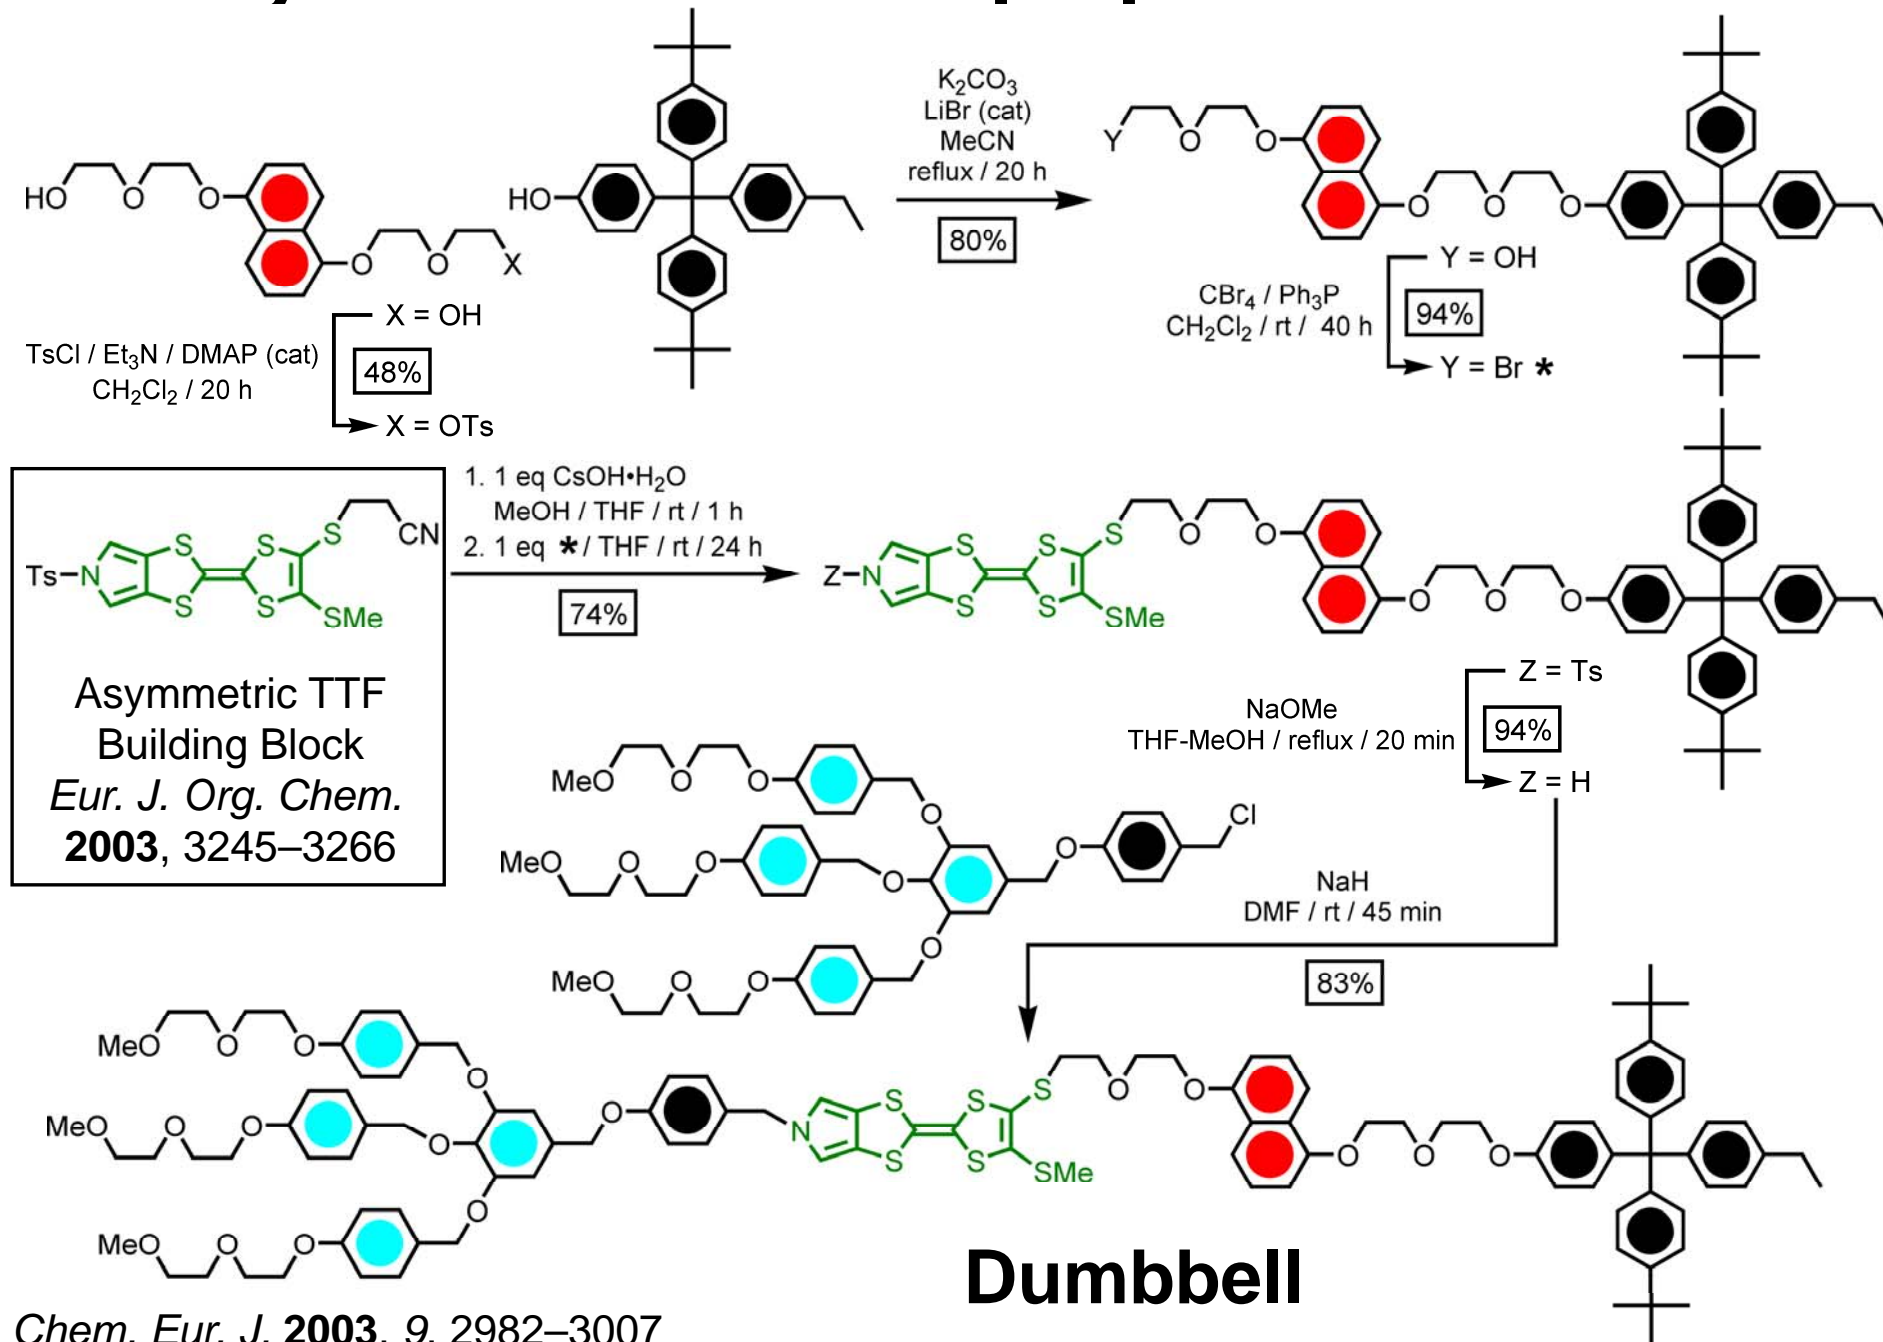 K2CO3
LiBr (cat)
MeCN
reflux / 20 h
80%
HO O O
O O X
HO
Y O O
O O O
X = OH
TsCl / Et3N / DMAP (cat)
CH2Cl2 / 20 h
48%
X = OTs
Y = OH
CBr4 / Ph3P
CH2Cl2 / rt / 40 h
94%
Y = Br *
Ts–N S S S S S CN
SMe
1. 1 eq CsOH•H2O
MeOH / THF / rt / 1 h
2. 1 eq * / THF / rt / 24 h
74%
Z–N S S S S S O O
SMe
O O O
Asymmetric TTF
Building Block
Eur. J. Org. Chem.
2003, 3245–3266
Z = Ts
NaOMe
THF-MeOH / reflux / 20 min
94%
Z = H
MeO O O
O
MeO O O
O
O Cl
MeO O O
O
NaH
DMF / rt / 45 min
83%
MeO O O
O
MeO O O
O
O
N S S S S S O O
SMe
O O O
MeO O O
O
Dumbbell
Chem. Eur. J. 2003, 9, 2982–3007